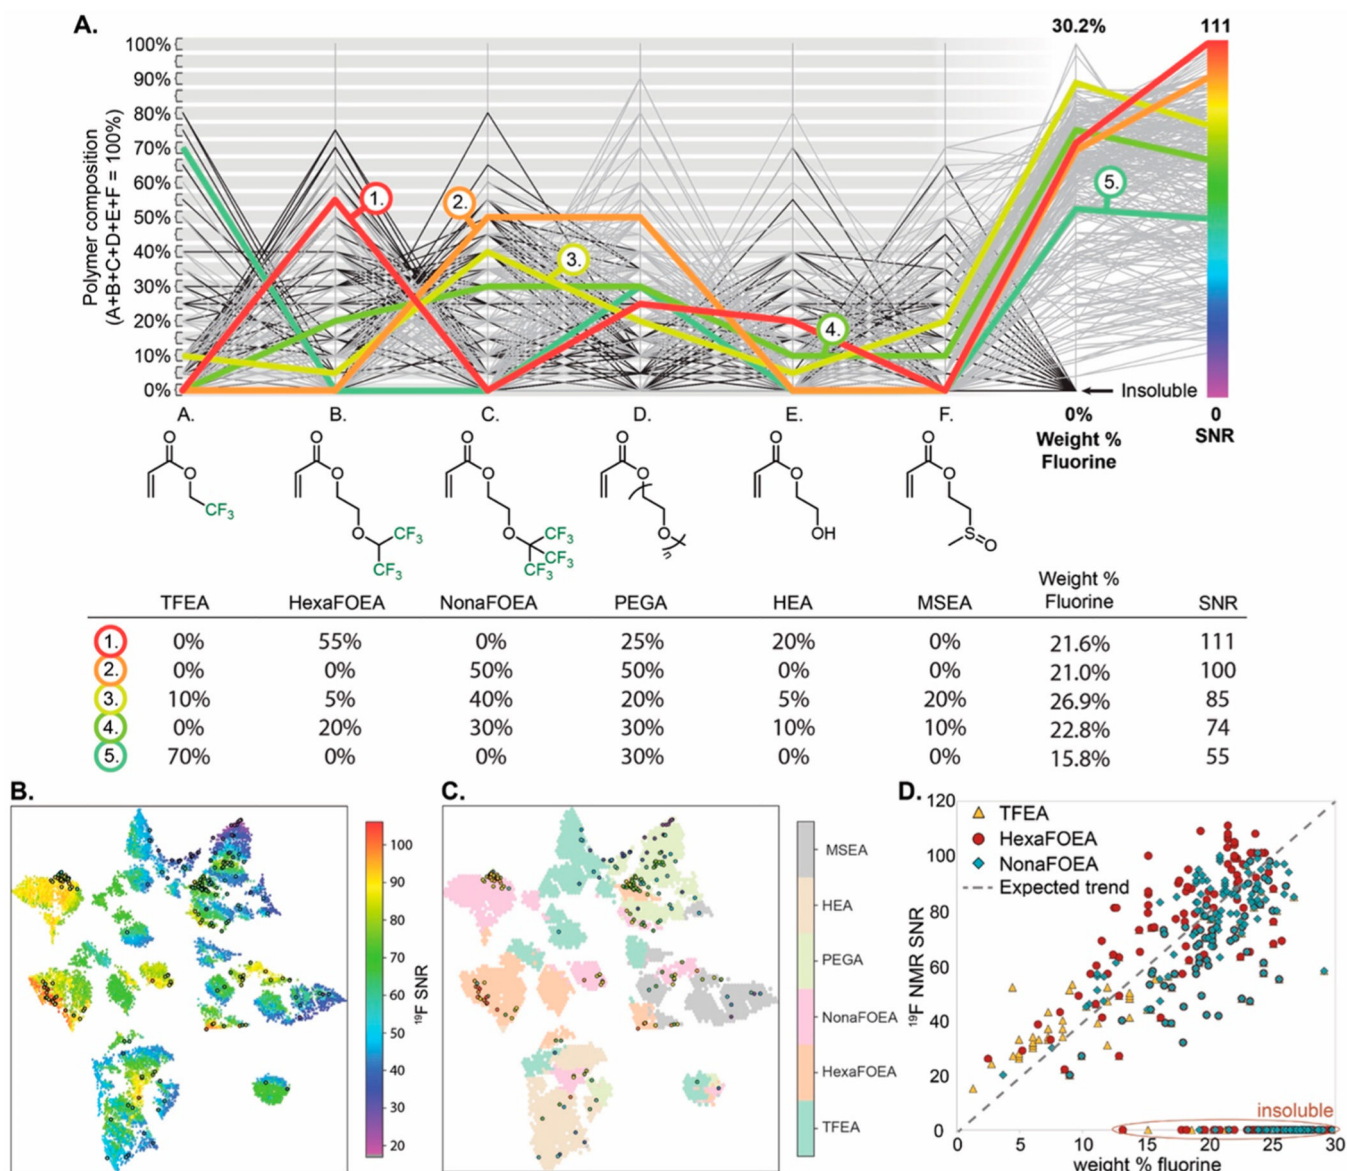 A.
30.2%
111
100%
90%
80%
70%
60%
50%
40%
30%
20%
10%
0%
Polymer composition
(A+B+C+D+E+F = 100%)
1.
2.
3.
4.
5.
Insoluble
A.
B.
C.
D.
E.
F.
0%
Weight %
Fluorine
0
SNR
O
O
CF3
O
O
O
CF3
CF3
O
O
O
CF3
CF3
CF3
O
O
O
n
O
O
OH
O
O
S
O
TFEA HexaFOEA NonaFOEA PEGA HEA MSEA Weight % Fluorine SNR
1. 0% 55% 0% 25% 20% 0% 21.6% 111
2. 0% 0% 50% 50% 0% 0% 21.0% 100
3. 10% 5% 40% 20% 5% 20% 26.9% 85
4. 0% 20% 30% 30% 10% 10% 22.8% 74
5. 70% 0% 0% 30% 0% 0% 15.8% 55
B.
100
90
80
70
60
50
40
30
20
19F SNR
C.
MSEA
HEA
PEGA
NonaFOEA
HexaFOEA
TFEA
D.
120
100
80
60
40
20
0
19F NMR SNR
TFEA
HexaFOEA
NonaFOEA
Expected trend
insoluble
0 5 10 15 20 25 30
weight % fluorine